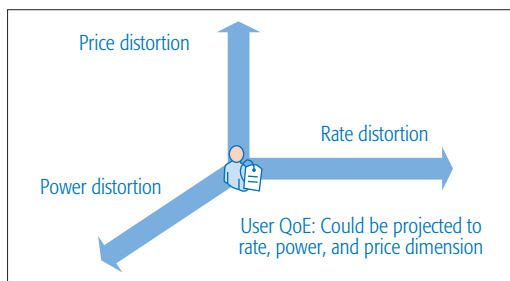 Price distortion
Rate distortion
Power distortion
User QoE: Could be projected to
rate, power, and price dimension